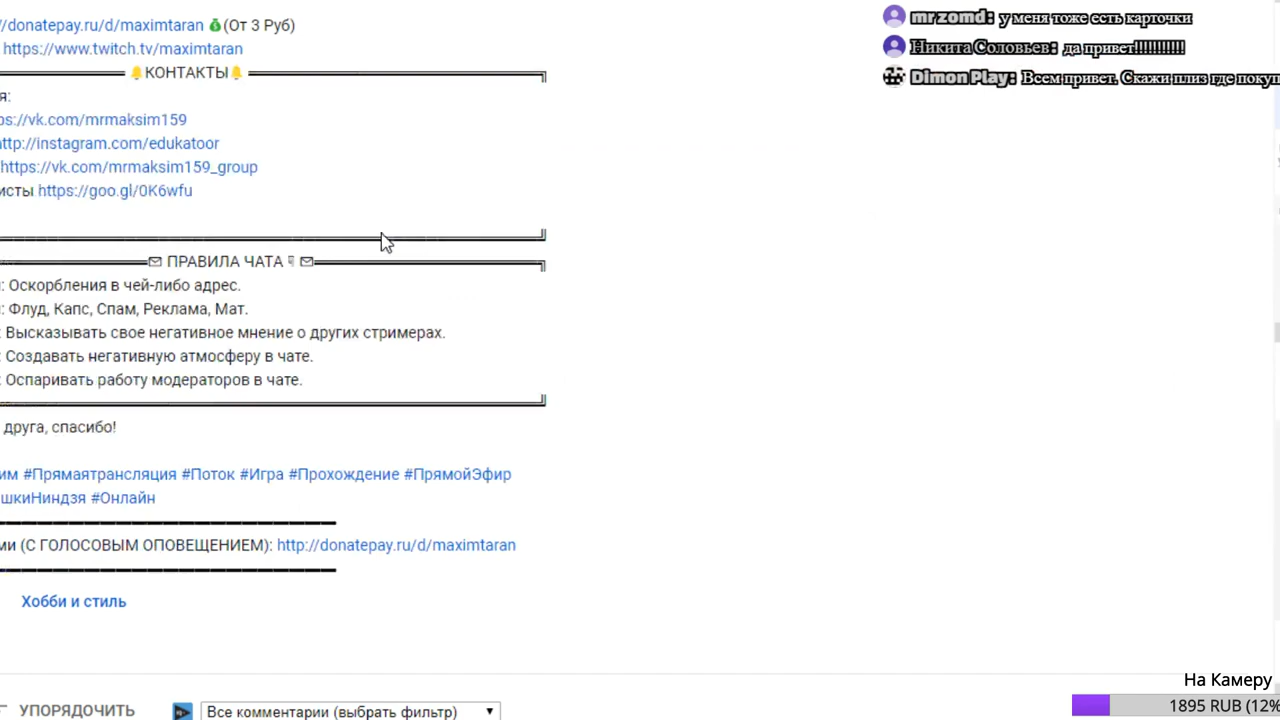 //donatepay.ru/d/maximtaran 💰(От 3 Руб)
https://www.twitch.tv/maximtaran
🔔КОНТАКТЫ🔔
я:
ps://vk.com/mrmaksim159
http://instagram.com/edukatoor
https://vk.com/mrmaksim159_group
исты https://goo.gl/0K6wfu
✉ ПРАВИЛА ЧАТА ☟ ✉
: Оскорбления в чей-либо адрес.
: Флуд, Капс, Спам, Реклама, Мат.
: Высказывать свое негативное мнение о других стримерах.
: Создавать негативную атмосферу в чате.
: Оспаривать работу модераторов в чате.
друга, спасибо!
им #Прямаятрансляция #Поток #Игра #Прохождение #ПрямойЭфир
шкиНиндзя #Онлайн
ми (С ГОЛОСОВЫМ ОПОВЕЩЕНИЕМ): http://donatepay.ru/d/maximtaran
Хобби и стиль
УПОРЯДОЧИТЬ
Все комментарии (выбрать фильтр) ▼
mr zomd: у меня тоже есть карточки
Никита Соловьев: да привет!!!!!!!!!!!
Dimon Play: Всем привет. Скажи плиз где покуп
На Камеру
1895 RUB (12%